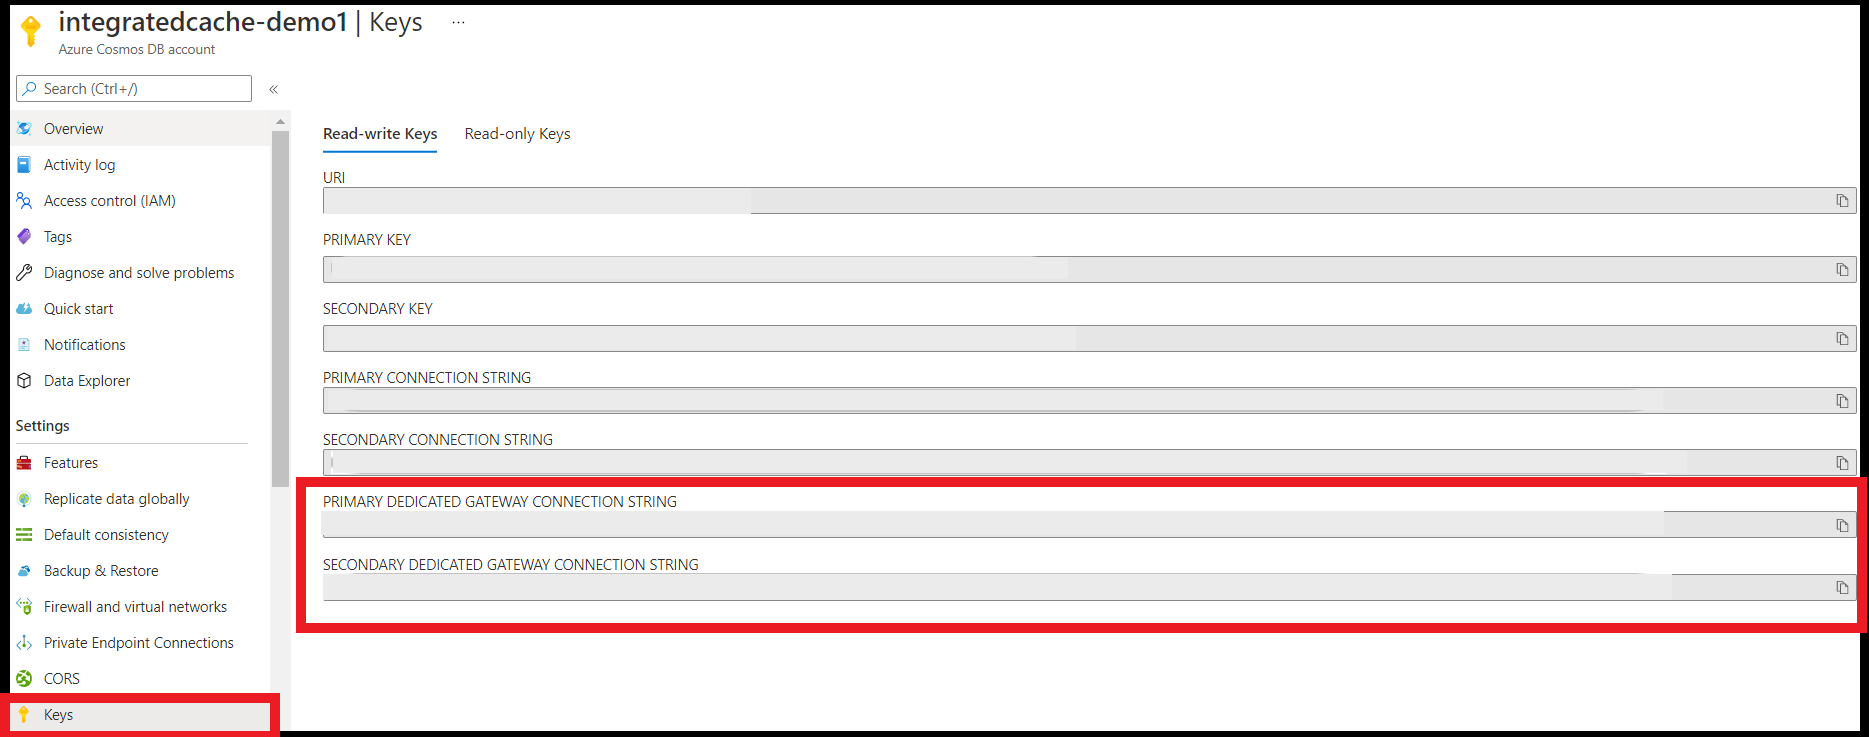 integratedcache-demo1 | Keys ...
Azure Cosmos DB account
Search (Ctrl+/)
«
Overview
Activity log
Access control (IAM)
Tags
Diagnose and solve problems
Quick start
Notifications
Data Explorer
Settings
Features
Replicate data globally
Default consistency
Backup & Restore
Firewall and virtual networks
Private Endpoint Connections
CORS
Keys
Read-write Keys Read-only Keys
URI
PRIMARY KEY
SECONDARY KEY
PRIMARY CONNECTION STRING
SECONDARY CONNECTION STRING
PRIMARY DEDICATED GATEWAY CONNECTION STRING
SECONDARY DEDICATED GATEWAY CONNECTION STRING